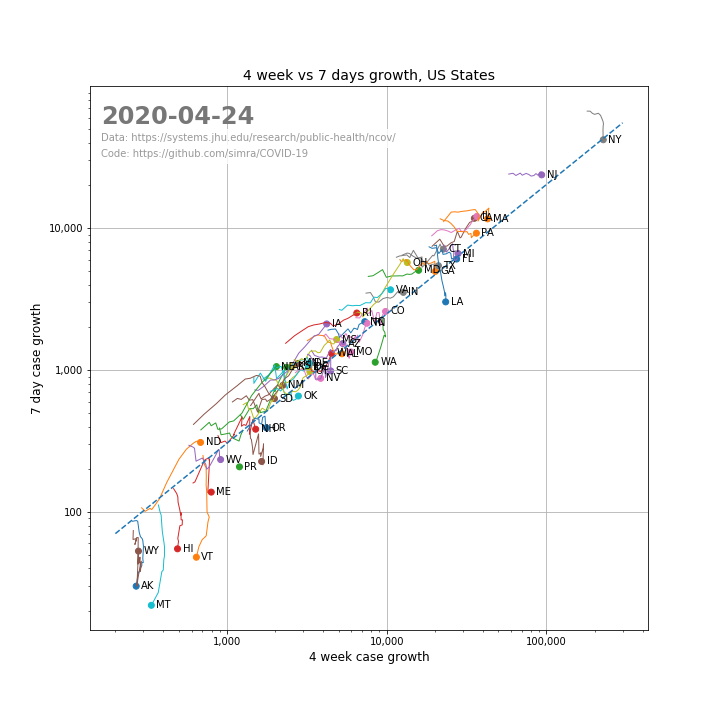 4 week vs 7 days growth, US States
2020-04-24
Data: https://systems.jhu.edu/research/public-health/ncov/
Code: https://github.com/simra/COVID-19
NY
NJ
MA
PA
CT
MI
FL
TX
GA
OH
MD
VA
IN
LA
CO
RI
IA
WA
MS
AZ
MO
AL
SC
NV
NE
NM
OK
SD
OR
NH
ID
ND
WV
PR
ME
HI
VT
WY
AK
MT
10,000
1,000
100
1,000
10,000
100,000
7 day case growth
4 week case growth